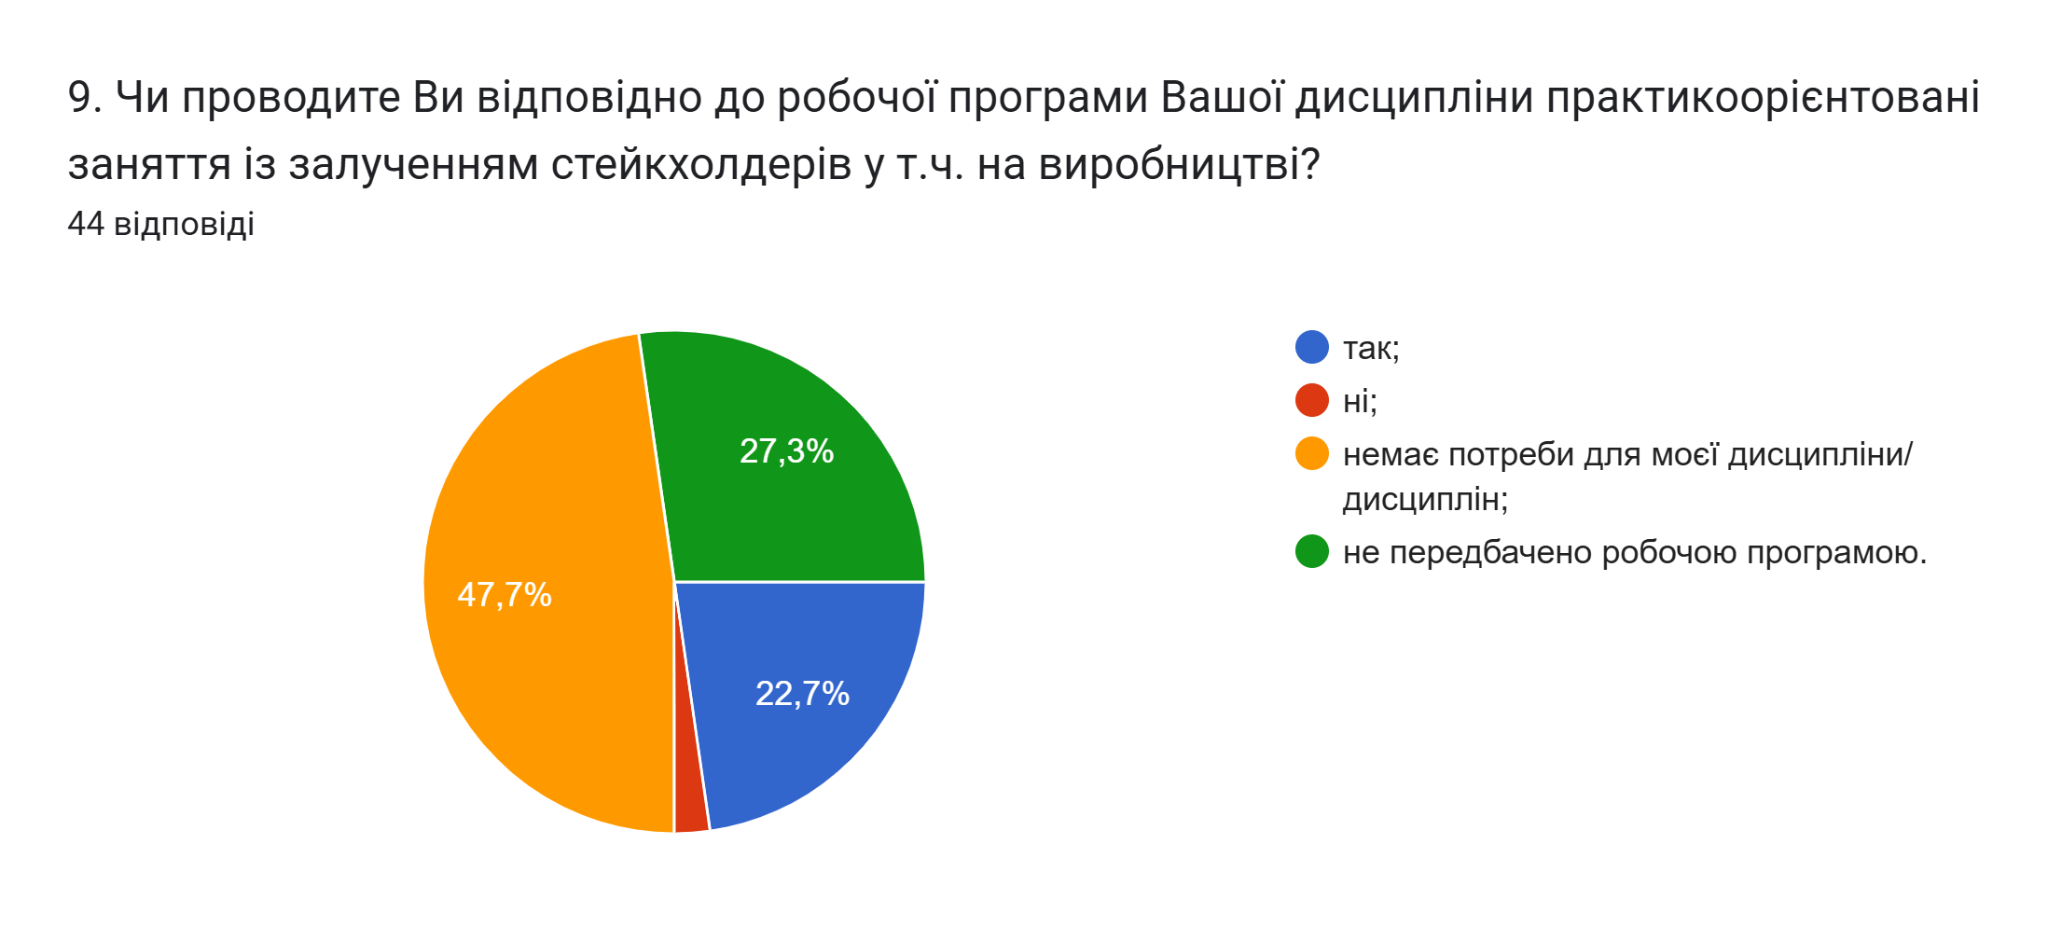 9. Чи проводите Ви відповідно до робочої програми Вашої дисципліни практикоорієнтовані
заняття із залученням стейкхолдерів у т.ч. на виробництві?
44 відповіді
так;
ні;
немає потреби для моєї дисципліни/
дисциплін;
не передбачено робочою програмою.
27,3%
47,7%
22,7%